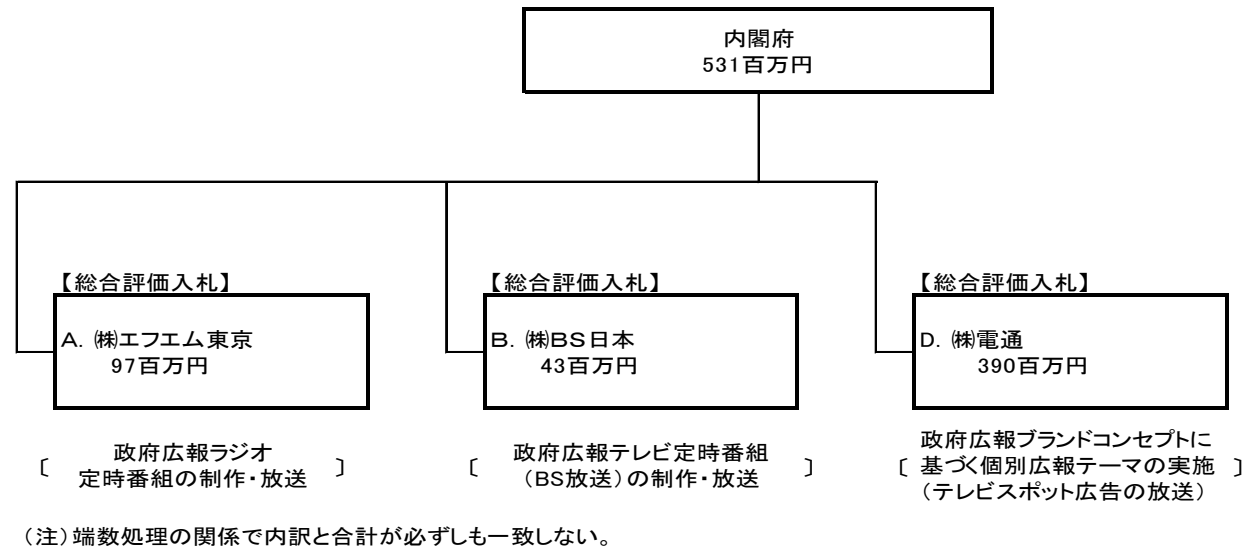 内閣府
531百万円
【総合評価入札】
A. ㈱エフエム東京
97百万円
〔 政府広報ラジオ
定時番組の制作・放送 〕
【総合評価入札】
B. ㈱BS日本
43百万円
〔 政府広報テレビ定時番組
(BS放送)の制作・放送 〕
【総合評価入札】
D. ㈱電通
390百万円
〔 政府広報ブランドコンセプトに
基づく個別広報テーマの実施
(テレビスポット広告の放送) 〕
(注)端数処理の関係で内訳と合計が必ずしも一致しない。